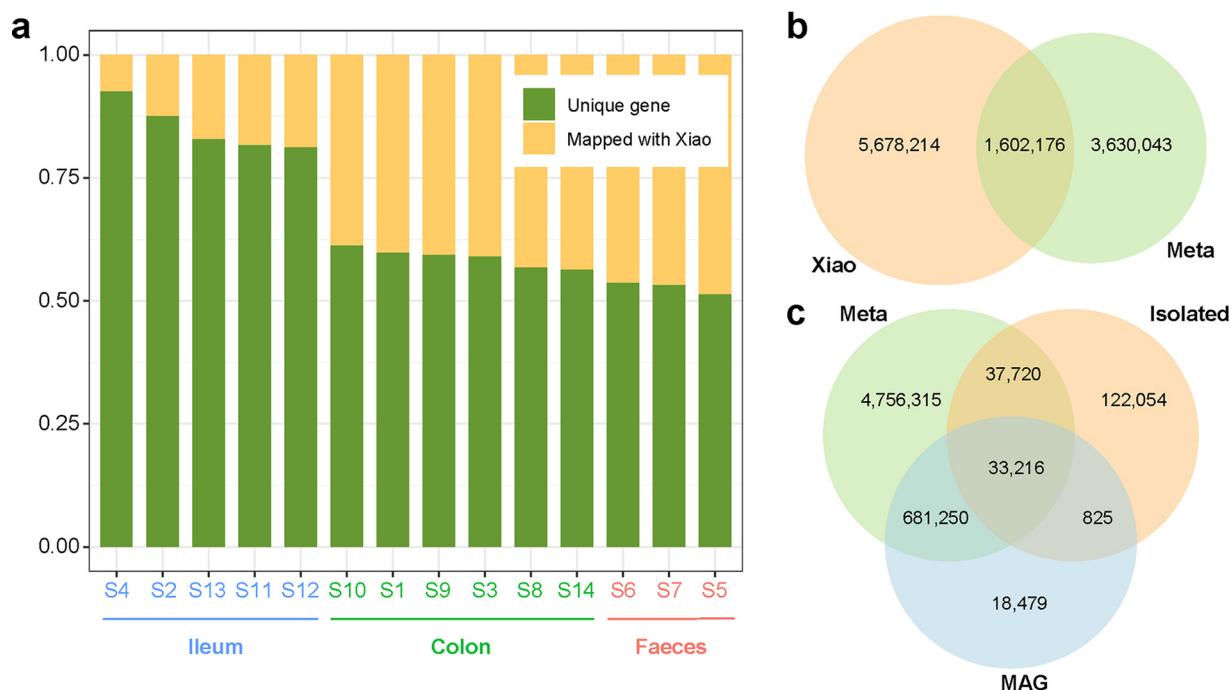 a
1.00
0.75
0.50
0.25
0.00
Unique gene
Mapped with Xiao
S4 S2 S13 S11 S12 S10 S1 S9 S3 S8 S14 S6 S7 S5
Ileum Colon Faeces
b
5,678,214 1,602,176 3,630,043
Xiao Meta
c
Meta Isolated
37,720
4,756,315 122,054
33,216
681,250 825
18,479
MAG